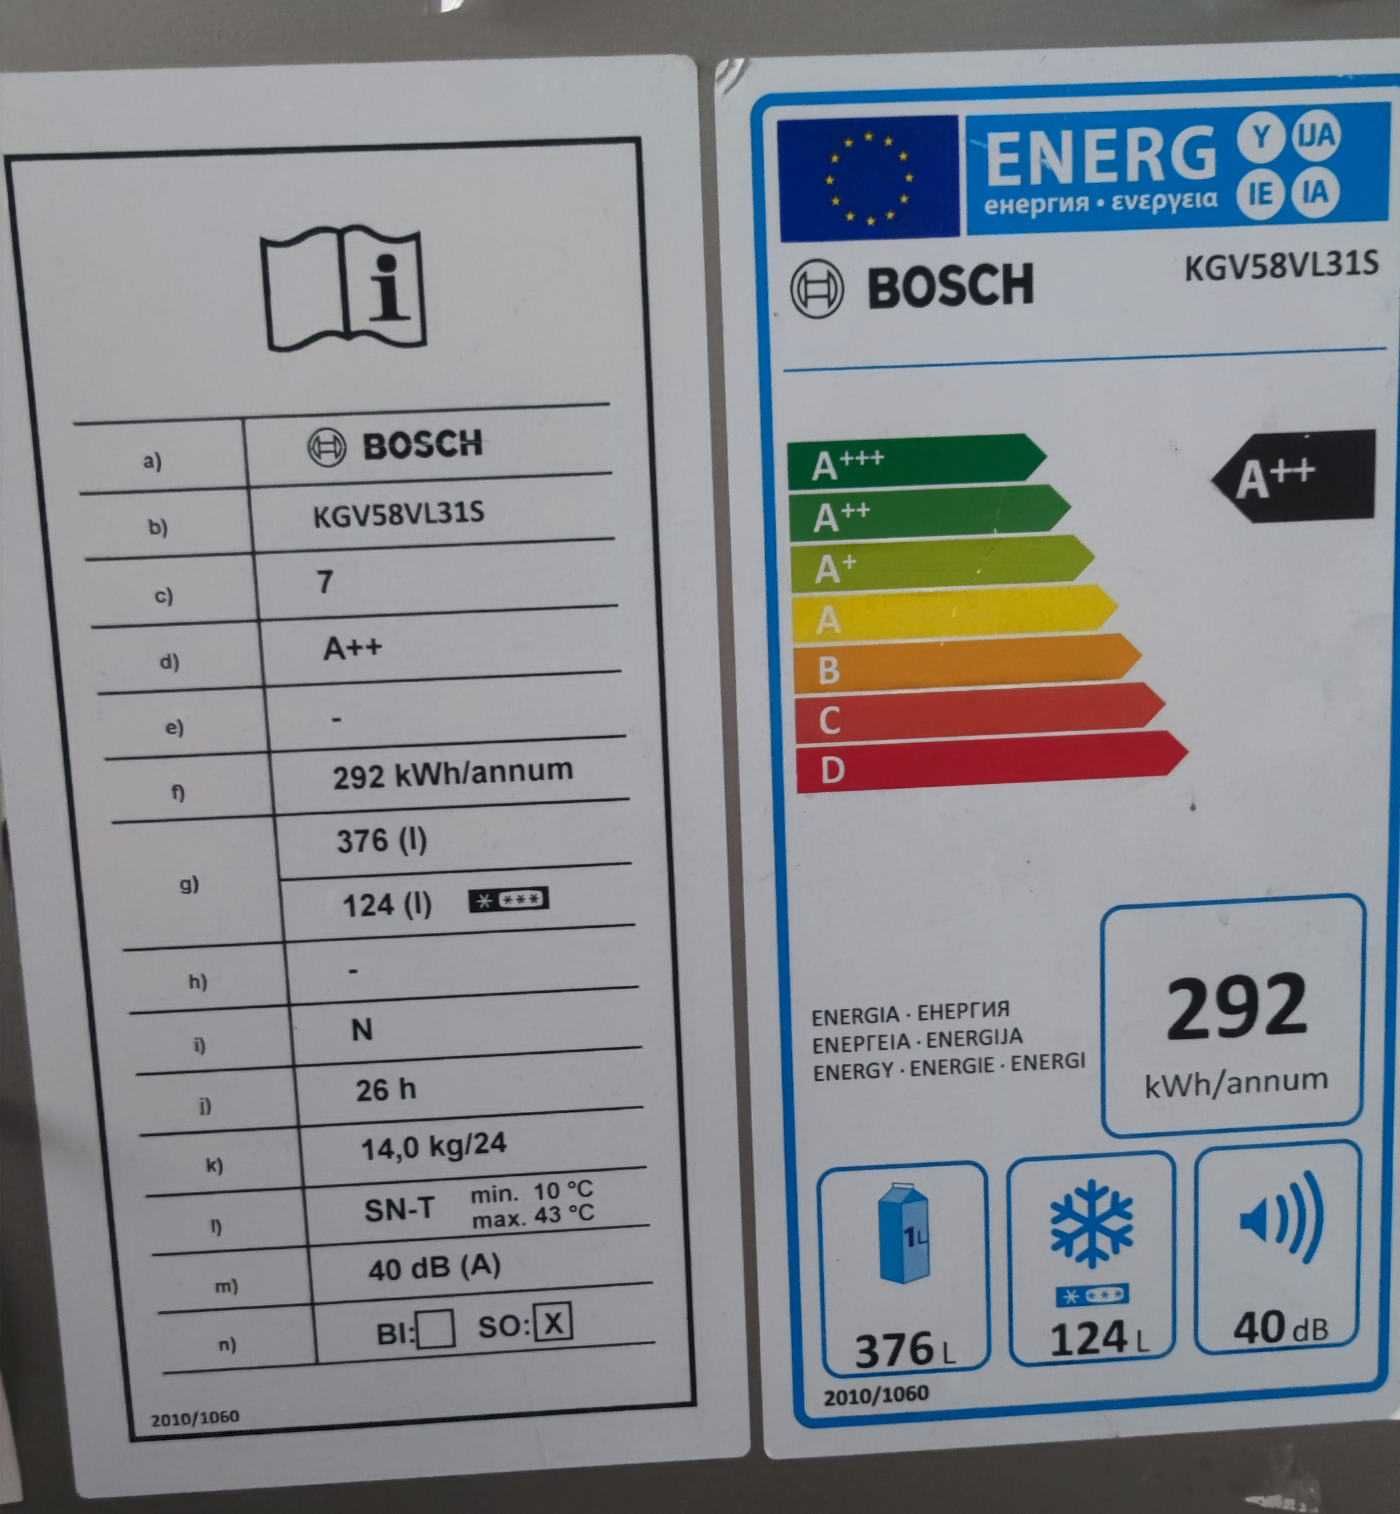 a) BOSCH
b) KGV58VL31S
c) 7
d) A++
e) -
f) 292 kWh/annum
g) 376 (l)
124 (l)
h) -
i) N
j) 26 h
k) 14,0 kg/24
l) SN-T min. 10 °C
max. 43 °C
m) 40 dB (A)
n) BI: SO: X
2010/1060
ENERG Y IJA
енергия · ενεργεια IE IA
BOSCH KGV58VL31S
A+++
A++ A++
A+
A
B
C
D
ENERGIA · ЕНЕРГИЯ
ΕΝΕΡΓΕΙΑ · ENERGIJA
ENERGY · ENERGIE · ENERGI
292
kWh/annum
1L
376 L 124 L 40 dB
2010/1060